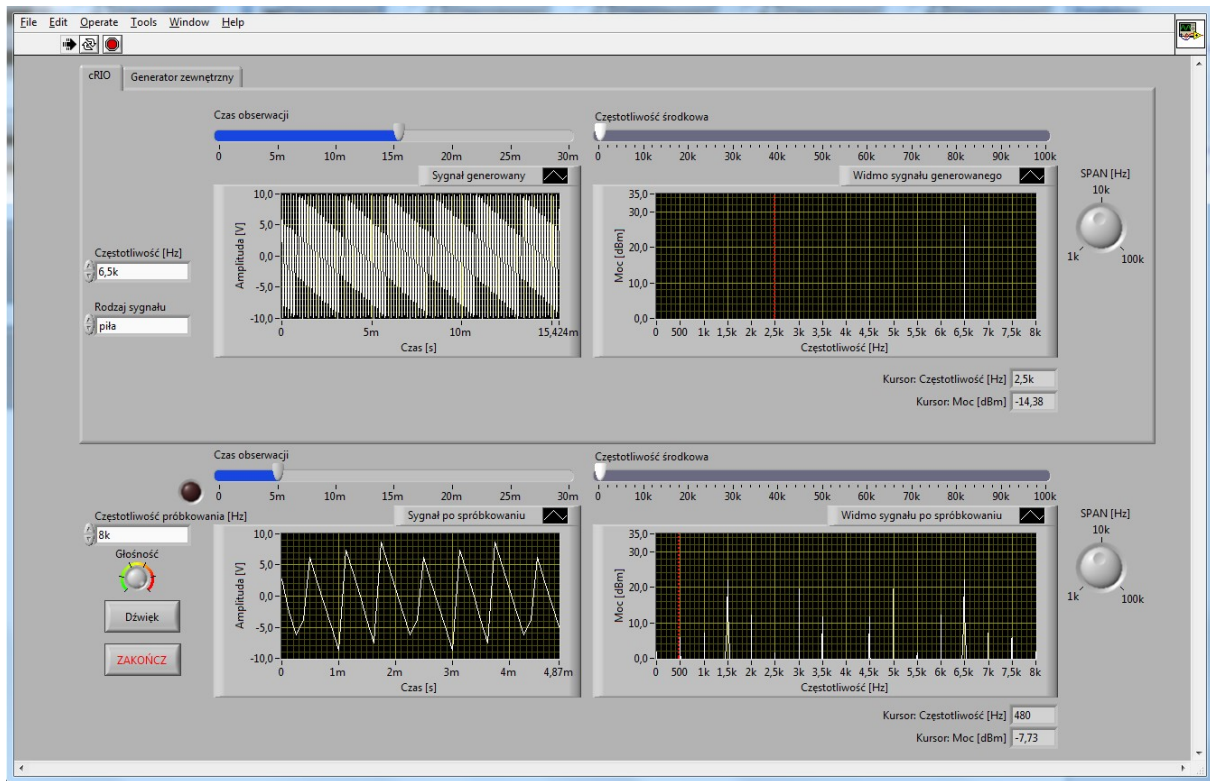 File Edit Operate Tools Window Help
cRIO Generator zewnętrzny
Czas obserwacji
0 5m 10m 15m 20m 25m 30m
Częstotliwość środkowa
0 10k 20k 30k 40k 50k 60k 70k 80k 90k 100k
SPAN [Hz]
10k
1k 100k
Częstotliwość [Hz]
6,5k
Rodzaj sygnału
piła
Sygnał generowany
Amplituda [V]
10,0
5,0
0,0
-5,0
-10,0
0 5m 10m 15,424m
Czas [s]
Widmo sygnału generowanego
Moc [dBm]
35,0
30,0
20,0
10,0
0,0
0 500 1k 1,5k 2k 2,5k 3k 3,5k 4k 4,5k 5k 5,5k 6k 6,5k 7k 7,5k 8k
Częstotliwość [Hz]
Kursor: Częstotliwość [Hz] 2,5k
Kursor: Moc [dBm] -14,38
Czas obserwacji
0 5m 10m 15m 20m 25m 30m
Częstotliwość środkowa
0 10k 20k 30k 40k 50k 60k 70k 80k 90k 100k
SPAN [Hz]
10k
1k 100k
Częstotliwość próbkowania [Hz]
8k
Głośność
Dźwięk
ZAKOŃCZ
Sygnał po spróbkowaniu
Amplituda [V]
10,0
5,0
0,0
-5,0
-10,0
0 1m 2m 3m 4m 4,87m
Czas [s]
Widmo sygnału po spróbkowaniu
Moc [dBm]
35,0
20,0
10,0
0,0
0 500 1k 1,5k 2k 2,5k 3k 3,5k 4k 4,5k 5k 5,5k 6k 6,5k 7k 7,5k 8k
Częstotliwość [Hz]
Kursor: Częstotliwość [Hz] 480
Kursor: Moc [dBm] -7,73